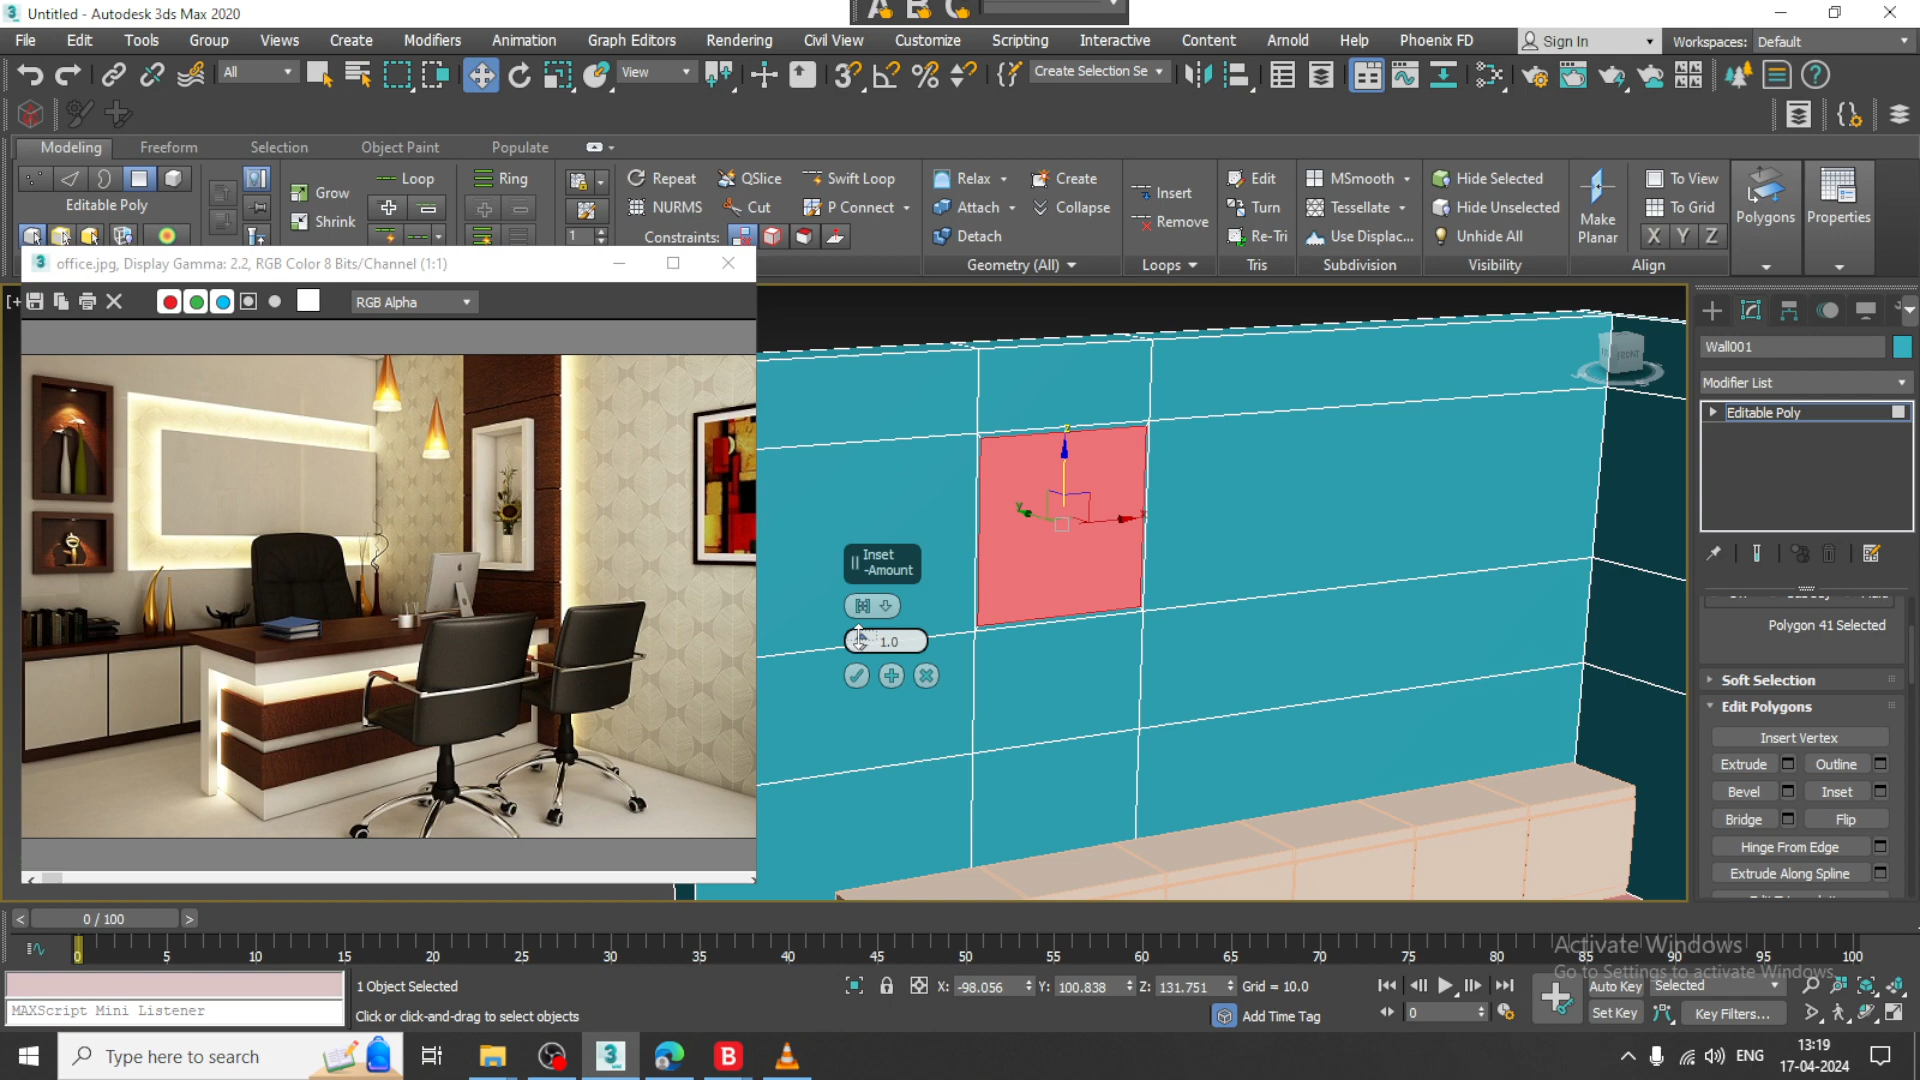 Untitled - Autodesk 3ds Max 2020
File Edit Tools Group Views Create Modifiers Animation Graph Editors Rendering Civil View Customize Scripting Interactive Content Arnold Help Phoenix FD Sign In Workspaces: Default
All View Create Selection Se
Modeling Freeform Selection Object Paint Populate
Loop Ring Repeat QSlice Swift Loop Relax Create Edit MSmooth Hide Selected To View
Grow Insert
Editable Poly NURMS Cut P Connect Attach Collapse Turn Tessellate Hide Unselected To Grid
Shrink Remove Make Planar Polygons Properties
1 Constraints: Detach Re-Tri Use Displac... Unhide All X Y Z
Geometry (All) Loops Tris Subdivision Visibility Align
office.jpg, Display Gamma: 2.2, RGB Color 8 Bits/Channel (1:1)
RGB Alpha
FRONT
Wall001
Modifier List
Editable Poly
Inset
-Amount
1.0
Polygon 41 Selected
Soft Selection
Edit Polygons
Insert Vertex
Extrude Outline
Bevel Inset
Bridge Flip
Hinge From Edge
Extrude Along Spline
< 0 / 100 >
0 5 10 15 20 25 30 35 40 45 50 55 60 65 70 75 80 85 90 95 100
Activate Windows
Go to Settings to activate Windows.
1 Object Selected X: -98.056 Y: 100.838 Z: 131.751 Grid = 10.0 Auto Key Selected
MAXScript Mini Listener Click or click-and-drag to select objects Add Time Tag 0 Set Key Key Filters...
Type here to search
3
B
ENG
13:19
17-04-2024